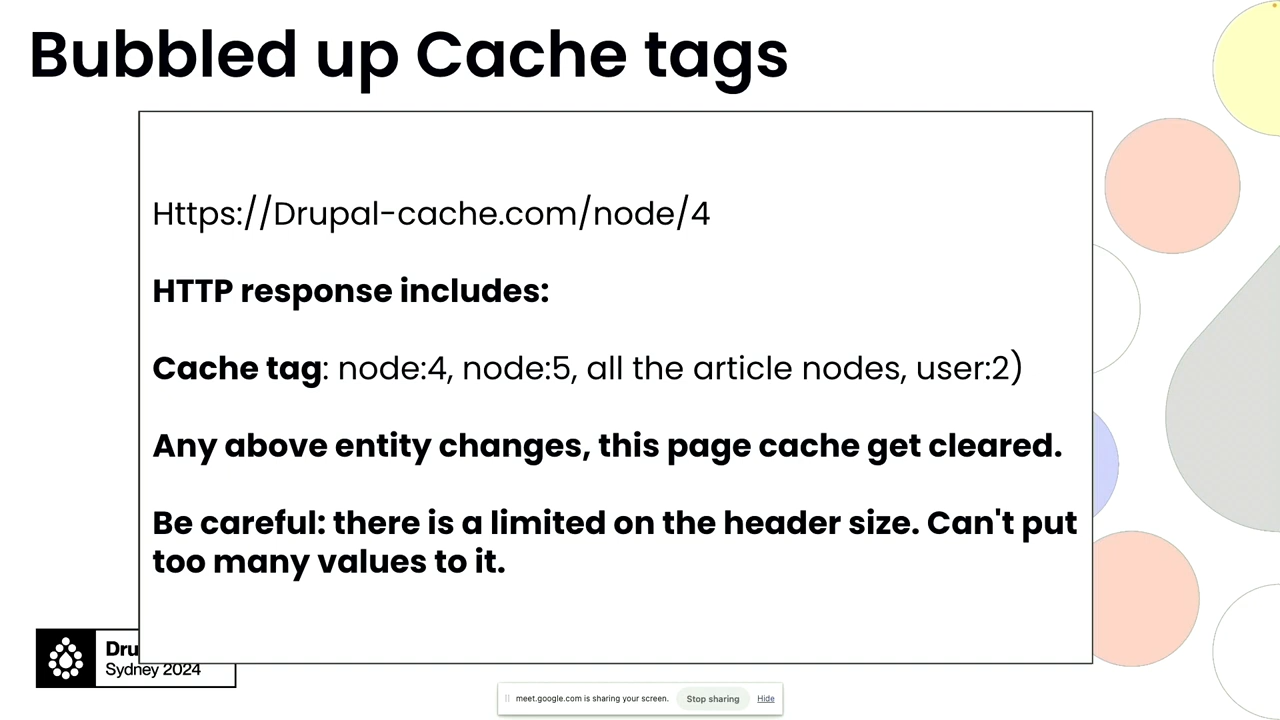 Bubbled up Cache tags
Https://Drupal-cache.com/node/4
HTTP response includes:
Cache tag: node:4, node:5, all the article nodes, user:2)
Any above entity changes, this page cache get cleared.
Be careful: there is a limited on the header size. Can't put
too many values to it.
Dru
Sydney 2024
meet.google.com is sharing your screen. Stop sharing Hide